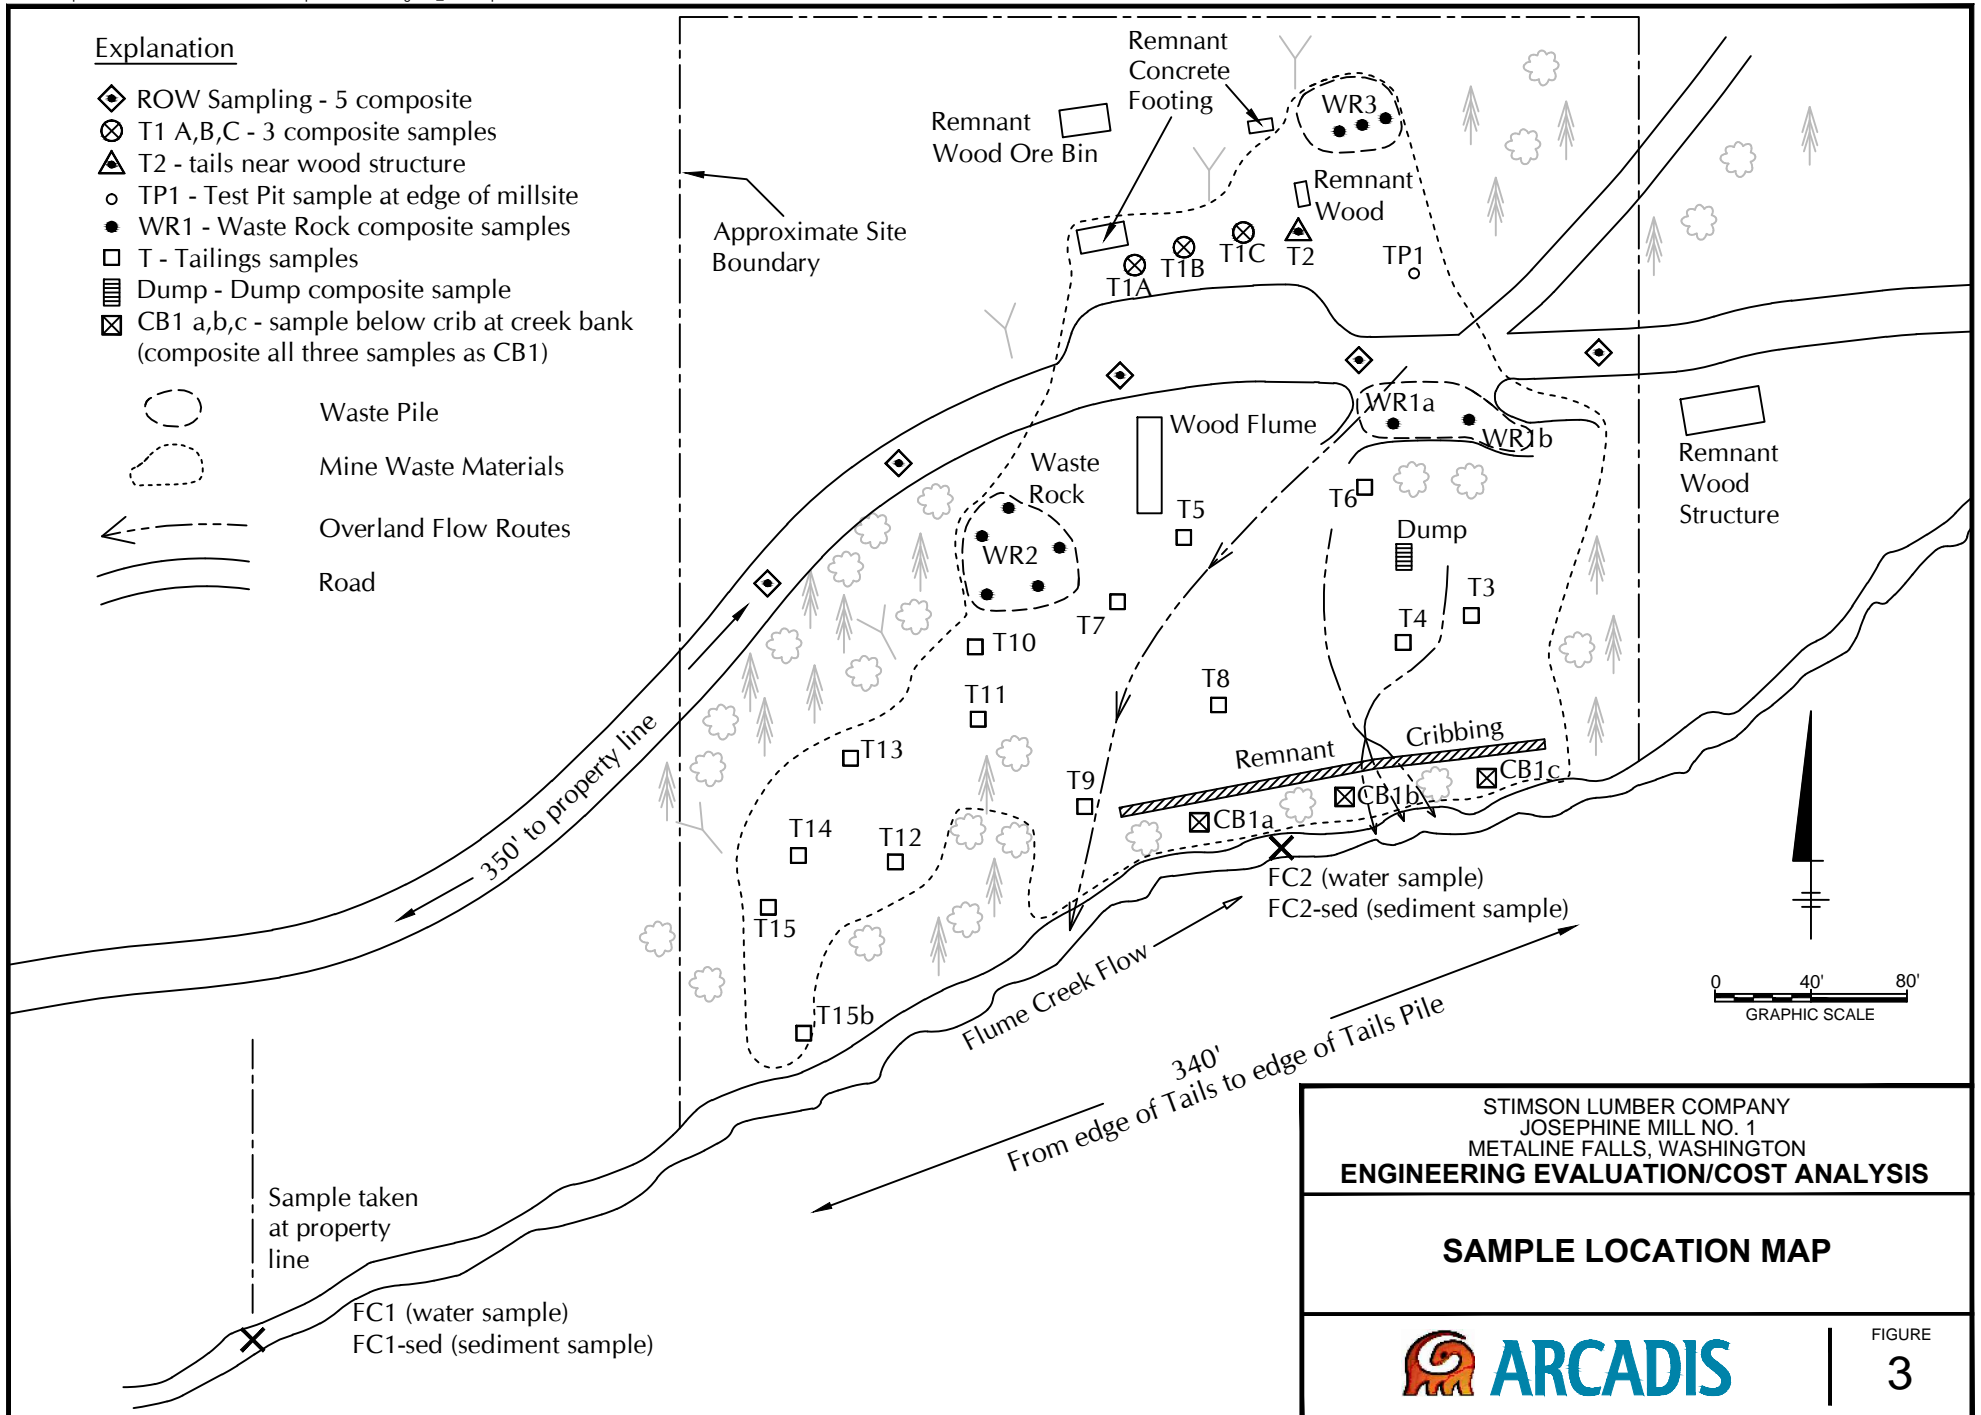 Explanation
ROW Sampling - 5 composite
T1 A,B,C - 3 composite samples
T2 - tails near wood structure
TP1 - Test Pit sample at edge of millsite
WR1 - Waste Rock composite samples
T - Tailings samples
Dump - Dump composite sample
CB1 a,b,c - sample below crib at creek bank
(composite all three samples as CB1)
Waste Pile
Mine Waste Materials
Overland Flow Routes
Road
Approximate Site
Boundary
Remnant
Wood Ore Bin
Remnant
Concrete
Footing
WR3
Remnant
Wood
T1A
T1B
T1C
T2
TP1
WR1a
WR1b
Wood Flume
Waste
Rock
WR2
T5
T6
Dump
T3
T4
T7
T10
T11
T8
T13
T9
T14
T12
T15
T15b
Remnant
Cribbing
CB1a
CB1b
CB1c
Remnant
Wood
Structure
350' to property line
FC2 (water sample)
FC2-sed (sediment sample)
Flume Creek Flow
340'
From edge of Tails to edge of Tails Pile
0 40' 80'
GRAPHIC SCALE
Sample taken
at property
line
FC1 (water sample)
FC1-sed (sediment sample)
STIMSON LUMBER COMPANY
JOSEPHINE MILL NO. 1
METALINE FALLS, WASHINGTON
ENGINEERING EVALUATION/COST ANALYSIS
SAMPLE LOCATION MAP
ARCADIS
FIGURE
3